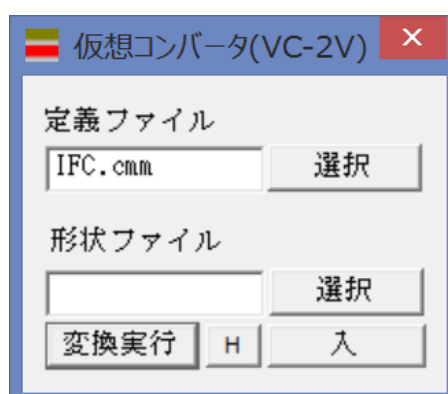 仮想コンバータ(VC-2V)
定義ファイル
IFC.cmm 選択
形状ファイル
選択
変換実行 H 入